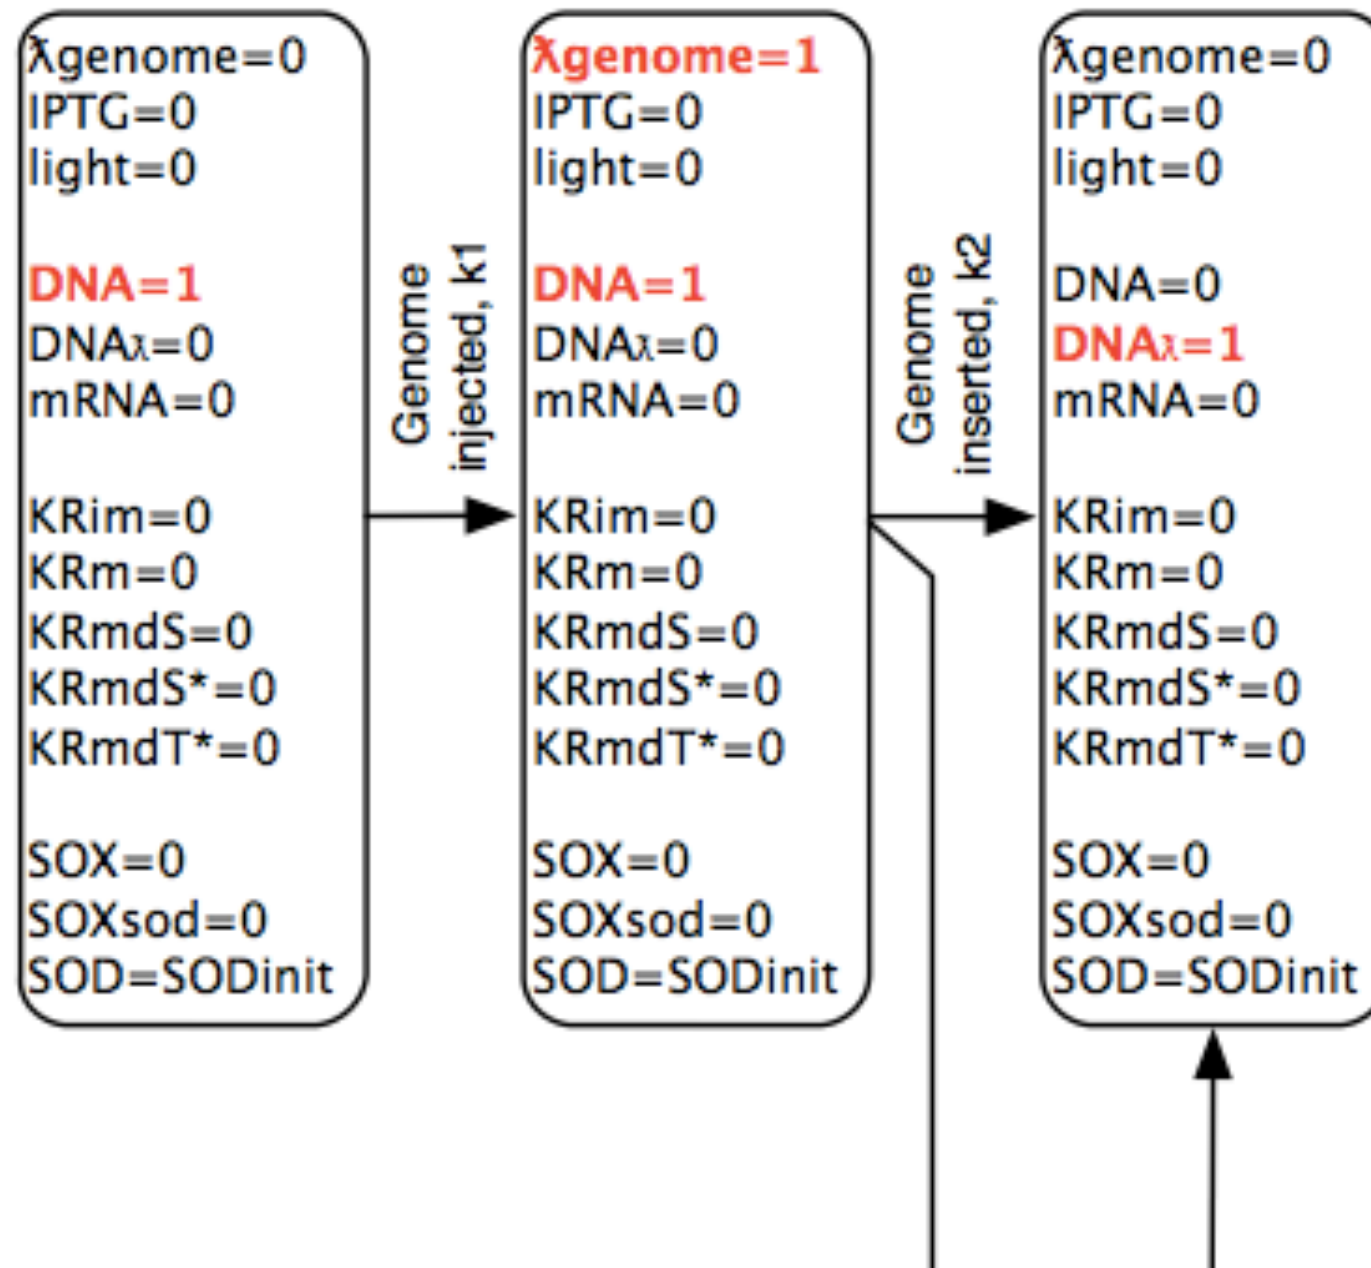 λgenome=0
IPTG=0
light=0
DNA=1
DNAλ=0
mRNA=0
KRim=0
KRm=0
KRmdS=0
KRmdS*=0
KRmdT*=0
SOX=0
SOXsod=0
SOD=SODinit
Genome
injected, k1
λgenome=1
IPTG=0
light=0
DNA=1
DNAλ=0
mRNA=0
KRim=0
KRm=0
KRmdS=0
KRmdS*=0
KRmdT*=0
SOX=0
SOXsod=0
SOD=SODinit
Genome
inserted, k2
λgenome=0
IPTG=0
light=0
DNA=0
DNAλ=1
mRNA=0
KRim=0
KRm=0
KRmdS=0
KRmdS*=0
KRmdT*=0
SOX=0
SOXsod=0
SOD=SODinit